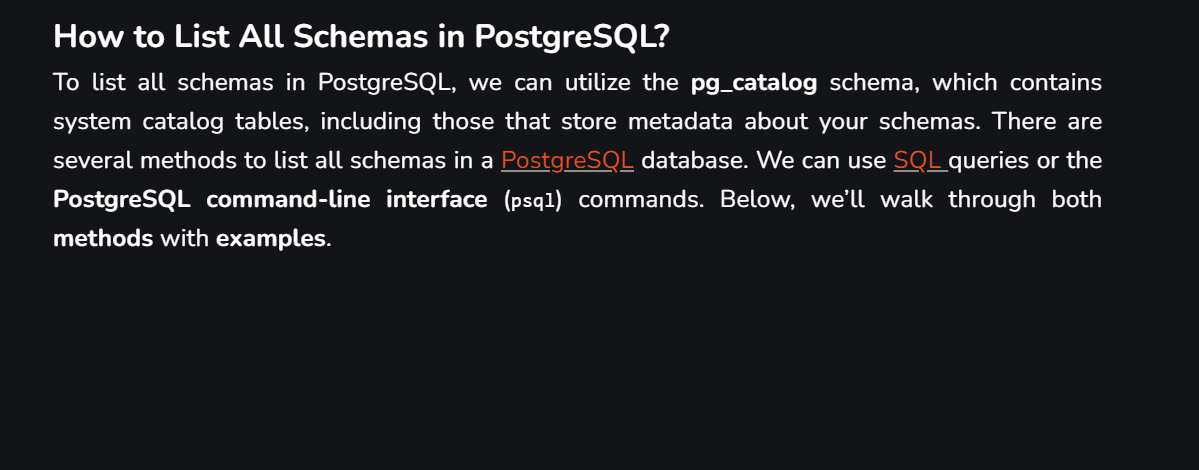 How to List All Schemas in PostgreSQL?
To list all schemas in PostgreSQL, we can utilize the pg_catalog schema, which contains
system catalog tables, including those that store metadata about your schemas. There are
several methods to list all schemas in a PostgreSQL database. We can use SQL queries or the
PostgreSQL command-line interface (psql) commands. Below, we’ll walk through both
methods with examples.